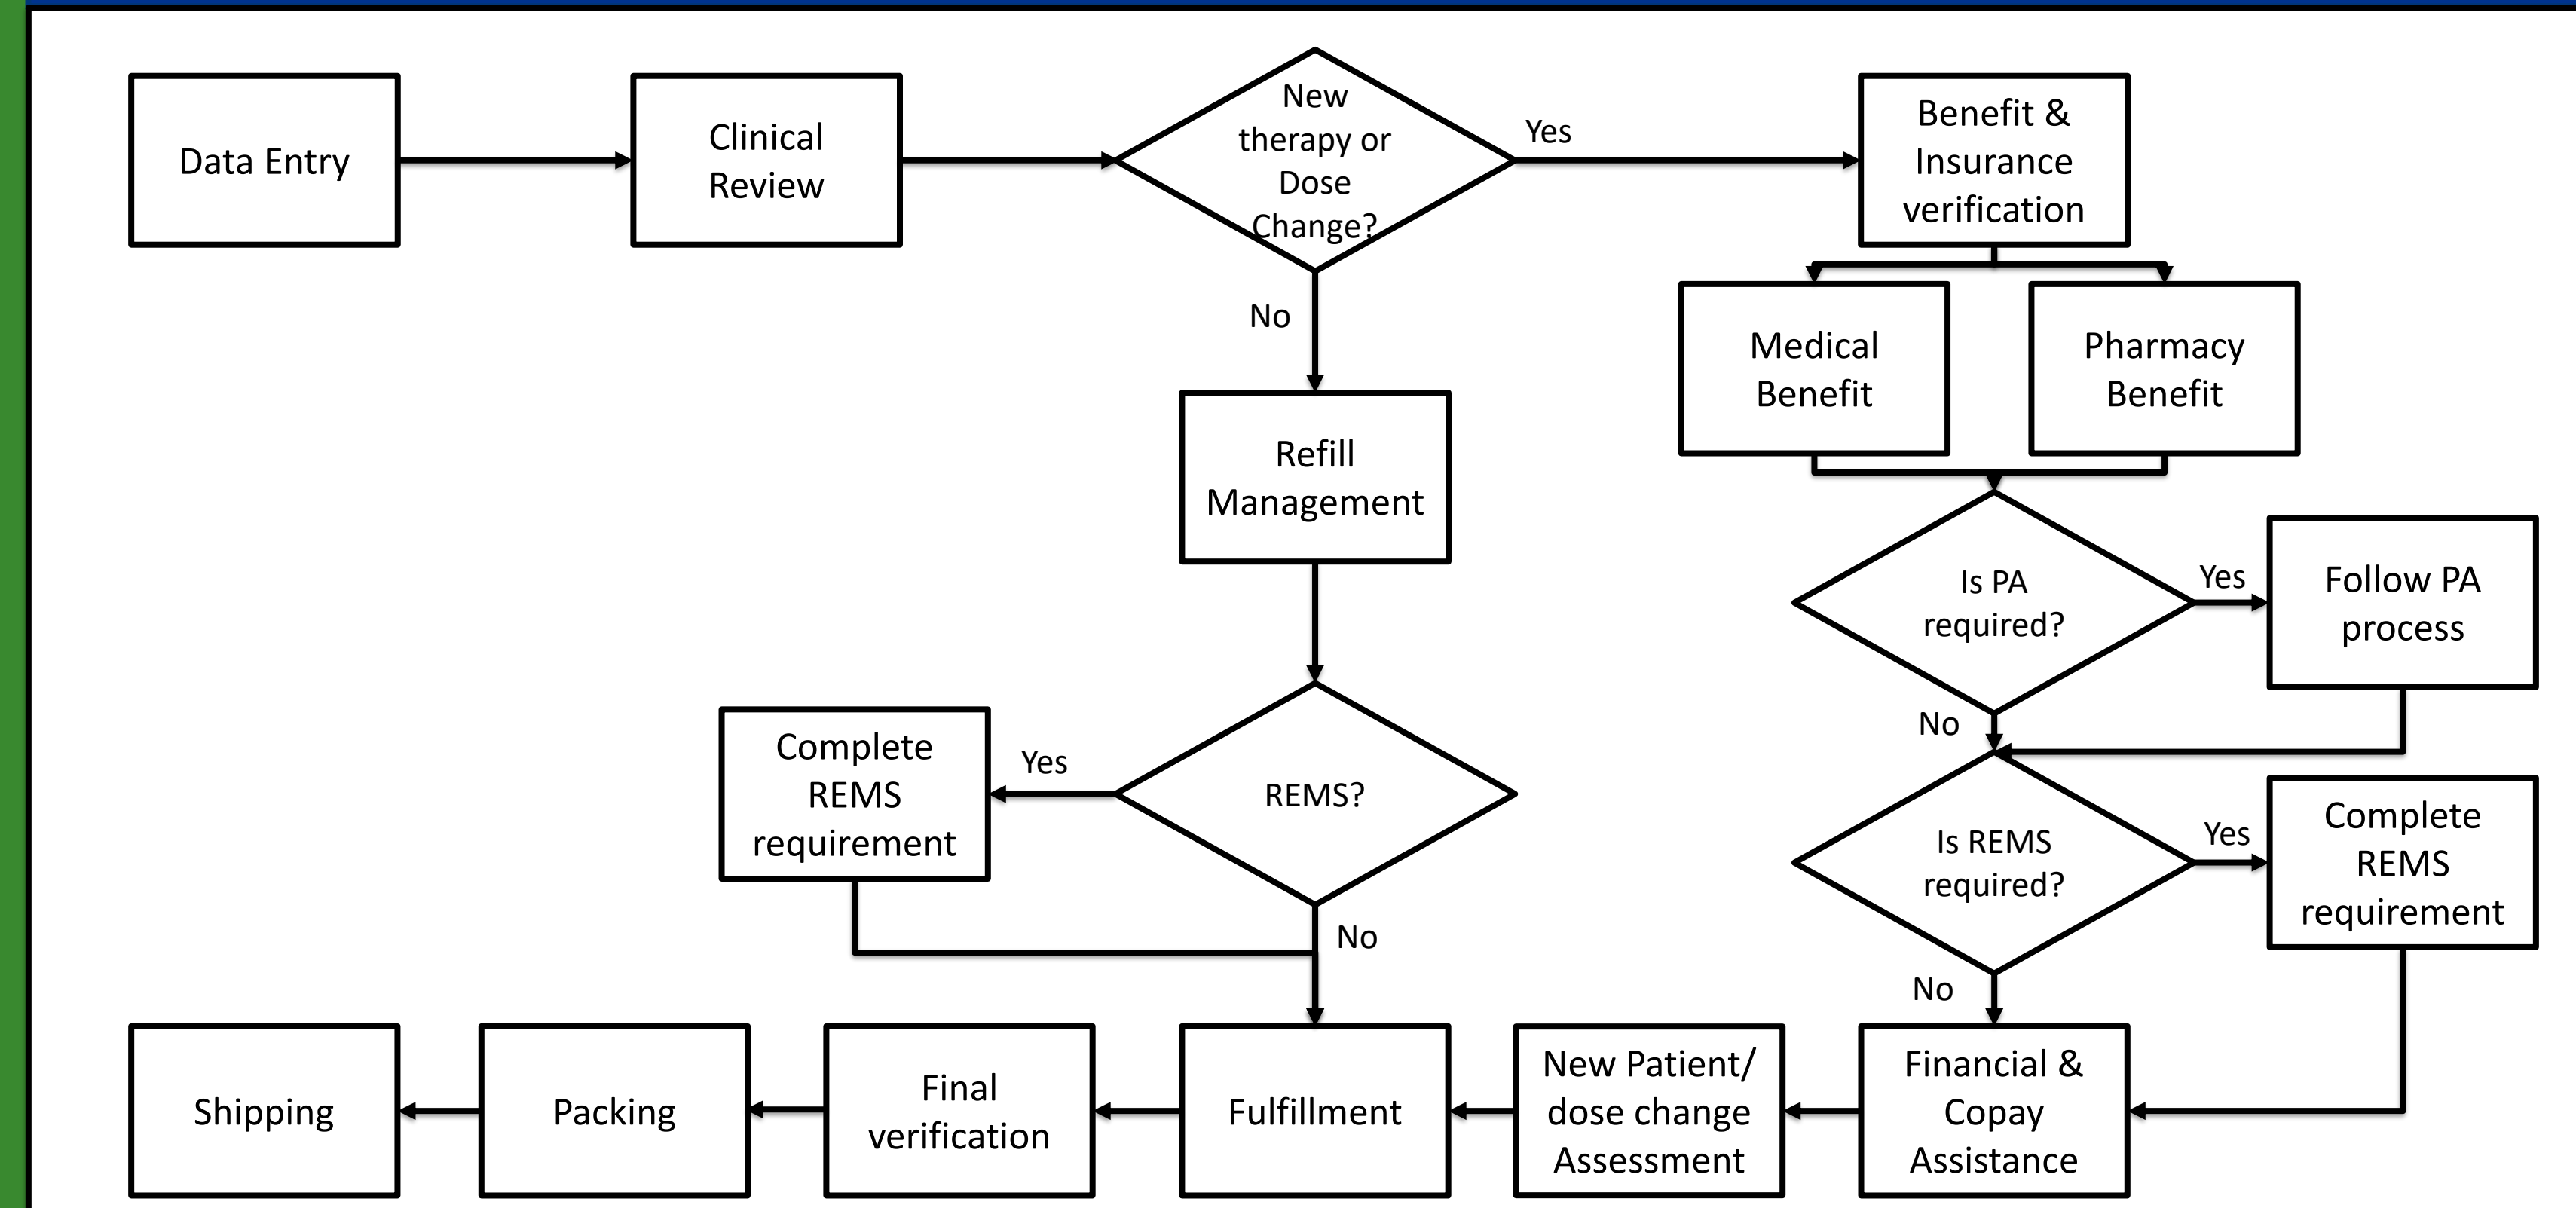 Data Entry
Clinical
Review
New
therapy or
Dose
Change?
Yes
Benefit &
Insurance
verification
No
Medical
Benefit
Pharmacy
Benefit
Refill
Management
Is PA
required?
Yes
Follow PA
process
No
Complete
REMS
requirement
Yes
REMS?
No
Is REMS
required?
Yes
Complete
REMS
requirement
No
Shipping
Packing
Final
verification
Fulfillment
New Patient/
dose change
Assessment
Financial &
Copay
Assistance